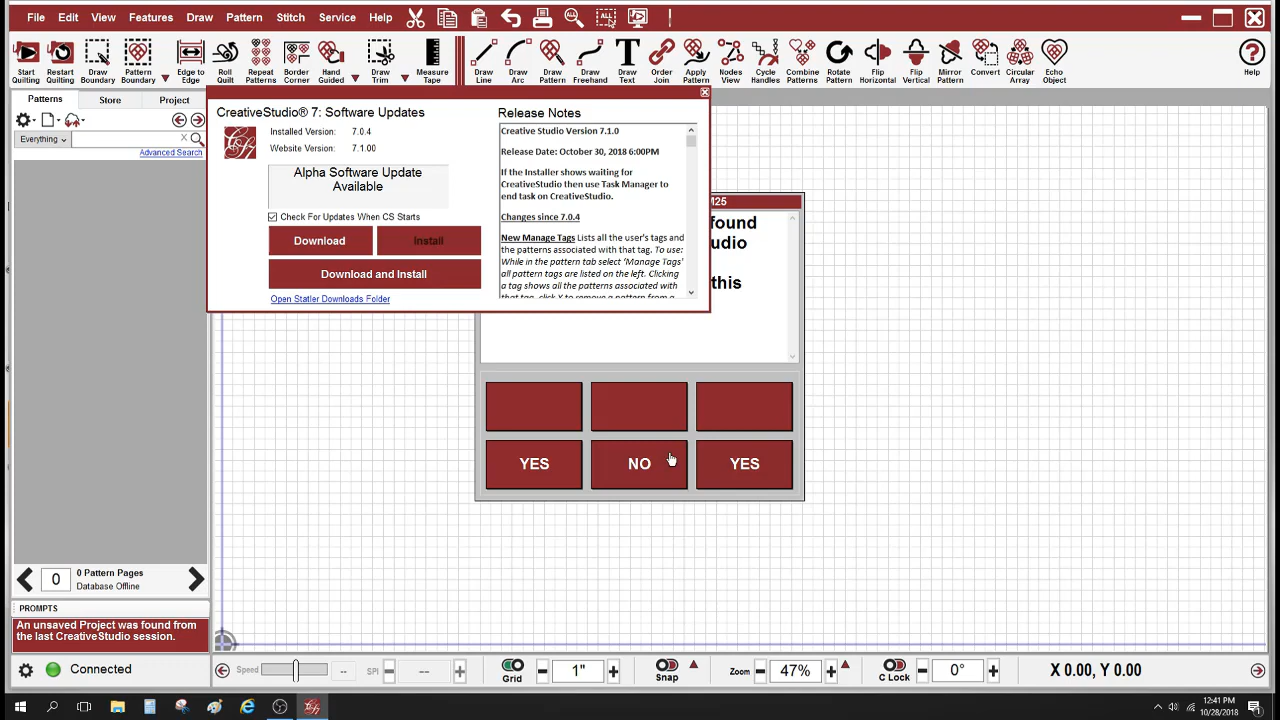 File Edit View Features Draw Pattern Stitch Service Help
ALL ALL
Start Quilting
Restart Quilting
Draw Boundary
Pattern Boundary
Edge to Edge
Roll Quilt
Repeat Patterns
Border Corner
Hand Guided
Draw Trim
Measure Tape
Draw Line
Draw Arc
Draw Pattern
Draw Freehand
Draw Text
Order Join
Apply Pattern
Nodes View
Cycle Handles
Combine Patterns
Rotate Pattern
Flip Horizontal
Flip Vertical
Mirror Pattern
Convert
Circular Array
Echo Object
Help
Patterns Store Project
Everything
Advanced Search
CreativeStudio® 7: Software Updates
Installed Version: 7.0.4
Website Version: 7.1.00
Alpha Software Update
Available
Check For Updates When CS Starts
Download Install
Download and Install
Open Statler Downloads Folder
Release Notes
Creative Studio Version 7.1.0
Release Date: October 30, 2018 6:00PM
If the Installer shows waiting for
CreativeStudio then use Task Manager to
end task on CreativeStudio.
Changes since 7.0.4
New Manage Tags Lists all the user's tags and
the patterns associated with that tag. To use:
While in the pattern tab select 'Manage Tags'
all pattern tags are listed on the left. Clicking
a tag shows all the patterns associated with
that tag, click X to remove a pattern from a
M25
found
udio
this
YES NO YES
0 0 Pattern Pages
Database Offline
PROMPTS
An unsaved Project was found from
the last CreativeStudio session.
Connected
Speed -- SPI --- Grid 1" Snap Zoom 47% C Lock 0° X 0.00, Y 0.00
12:41 PM
10/28/2018